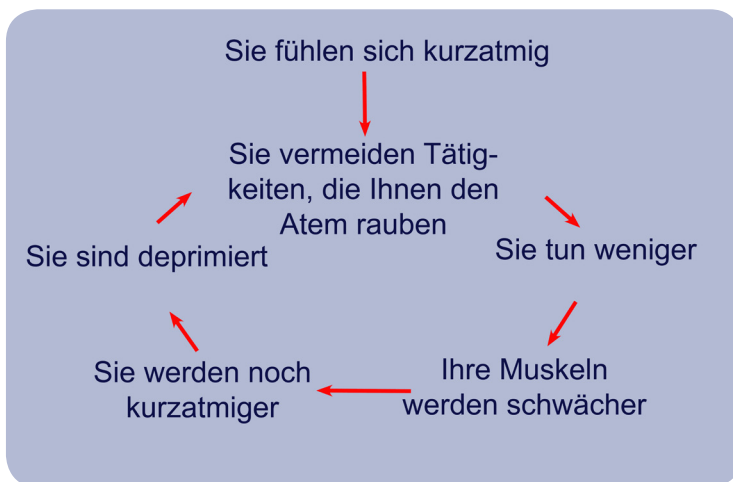 Sie fühlen sich kurzatmig
Sie vermeiden Tätig-
keiten, die Ihnen den
Atem rauben
Sie tun weniger
Ihre Muskeln
werden schwächer
Sie werden noch
kurzatmiger
Sie sind deprimiert